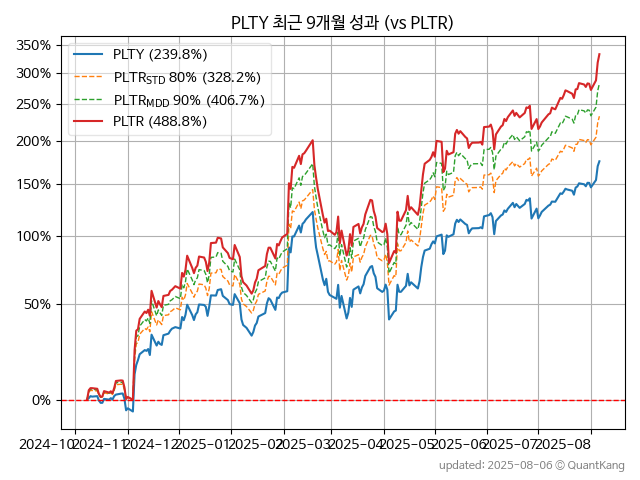 PLTY 최근 9개월 성과 (vs PLTR)
350%
300%
250%
200%
150%
100%
50%
0%
PLTY (239.8%)
PLTRSTD 80% (328.2%)
PLTRMDD 90% (406.7%)
PLTR (488.8%)
2024-10 2024-11 2024-12 2025-01 2025-02 2025-03 2025-04 2025-05 2025-06 2025-07 2025-08
updated: 2025-08-06 © QuantKang